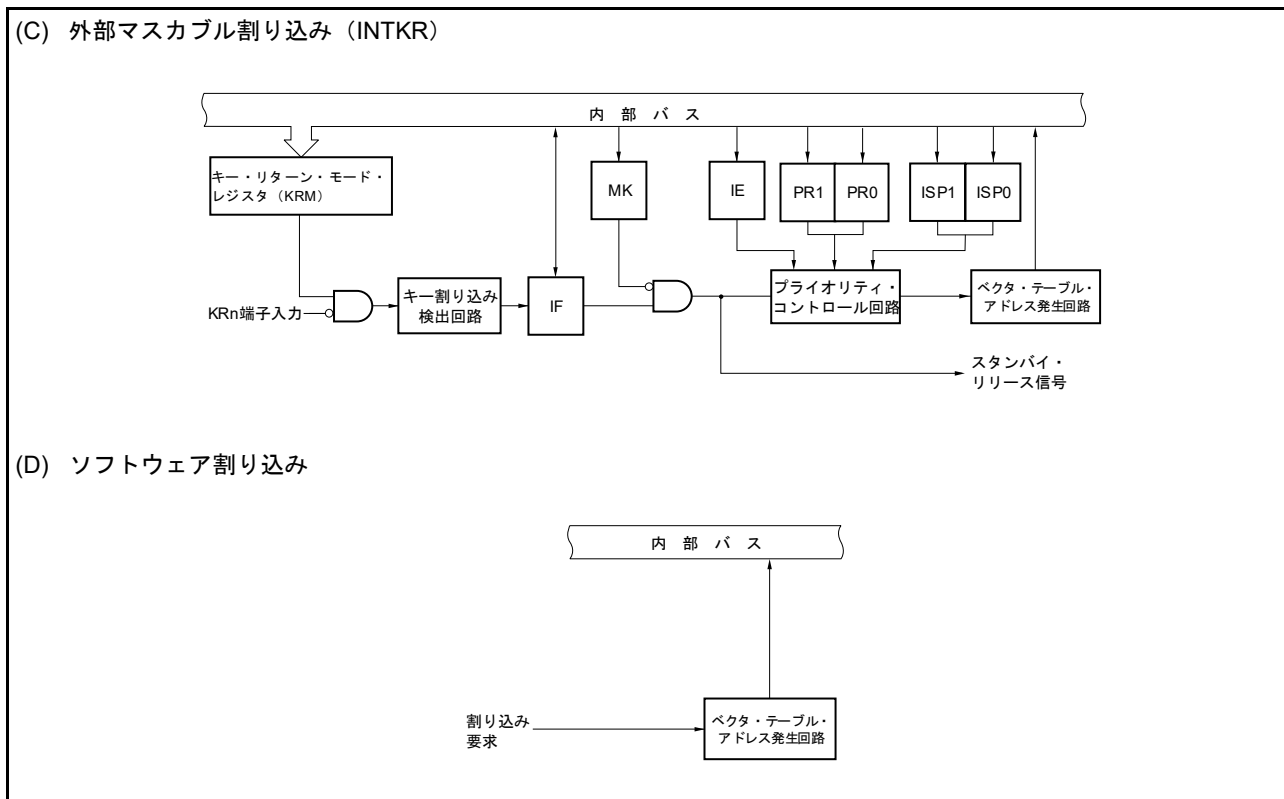 (C) 外部マスカブル割り込み（INTKR）
内 部 バ ス
キー・リターン・モード・
レジスタ（KRM）
MK
IE
PR1
PR0
ISP1
ISP0
KRn端子入力
キー割り込み
検出回路
IF
プライオリティ・
コントロール回路
ベクタ・テーブル・
アドレス発生回路
スタンバイ・
リリース信号
(D) ソフトウェア割り込み
内 部 バ ス
割り込み
要求
ベクタ・テーブル・
アドレス発生回路